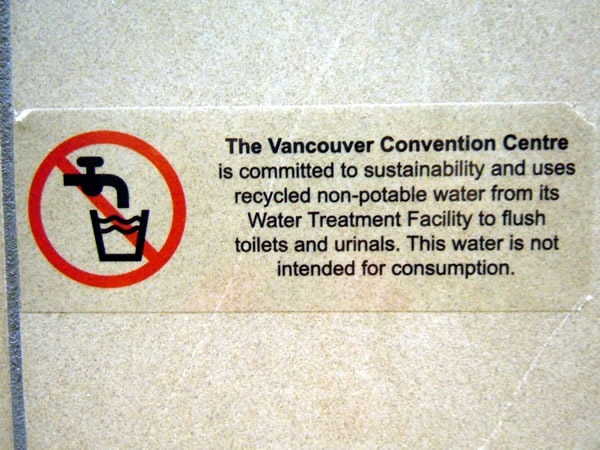 The Vancouver Convention Centre
is committed to sustainability and uses
recycled non-potable water from its
Water Treatment Facility to flush
toilets and urinals. This water is not
intended for consumption.